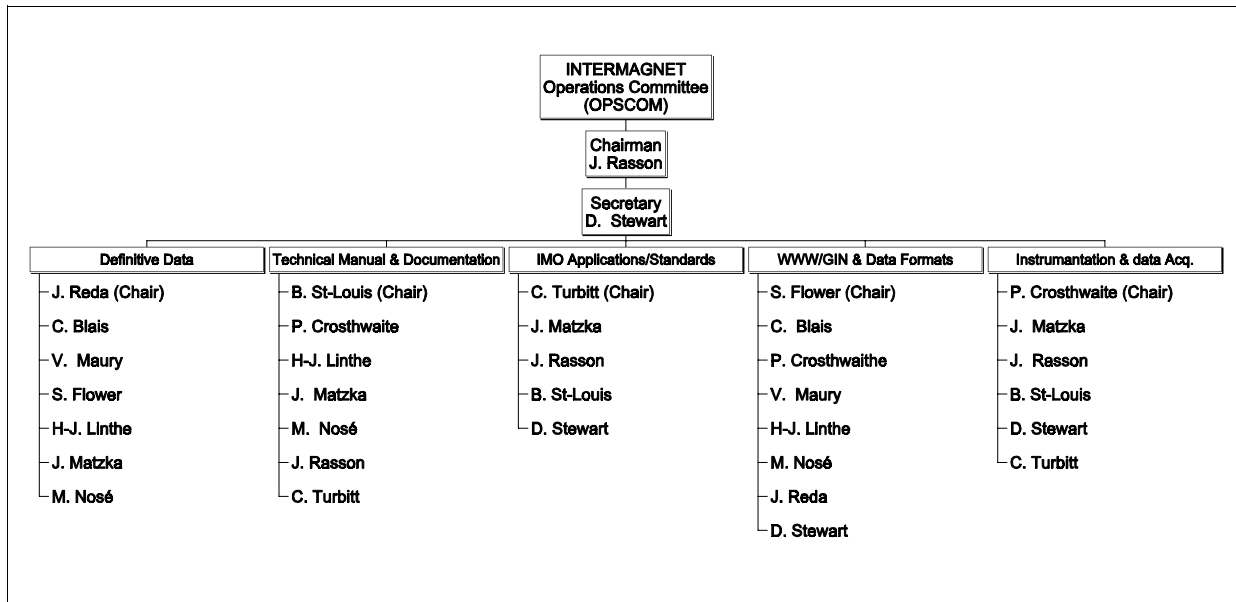 INTERMAGNET
Operations Committee
(OPSCOM)
Chairman
J. Rasson
Secretary
D. Stewart
Definitive Data
J. Reda (Chair)
C. Blais
V. Maury
S. Flower
H-J. Linthe
J. Matzka
M. Nosé
Technical Manual & Documentation
B. St-Louis (Chair)
P. Crosthwaite
H-J. Linthe
J. Matzka
M. Nosé
J. Rasson
C. Turbitt
IMO Applications/Standards
C. Turbitt (Chair)
J. Matzka
J. Rasson
B. St-Louis
D. Stewart
WWW/GIN & Data Formats
S. Flower (Chair)
C. Blais
P. Crosthwaithe
V. Maury
H-J. Linthe
M. Nosé
J. Reda
D. Stewart
Instrumantation & data Acq.
P. Crosthwaite (Chair)
J. Matzka
J. Rasson
B. St-Louis
D. Stewart
C. Turbitt